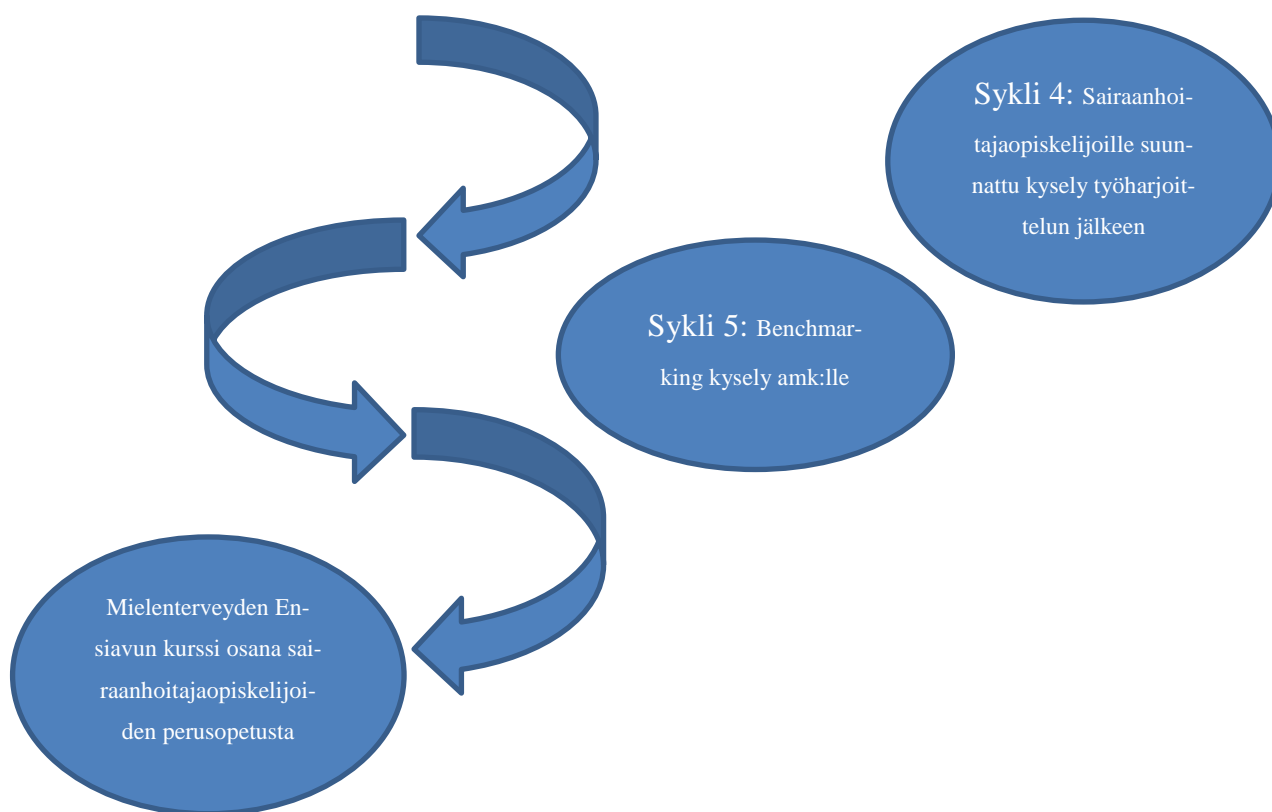 Sykli 4: Sairaanhoi-
tajaopiskelijoille suun-
nattu kysely työharjoit-
telun jälkeen
Sykli 5: Benchmar-
king kysely amk:lle
Mielenterveyden En-
siavun kurssi osana sai-
raanhoitajaopiskelijoi-
den perusopetusta